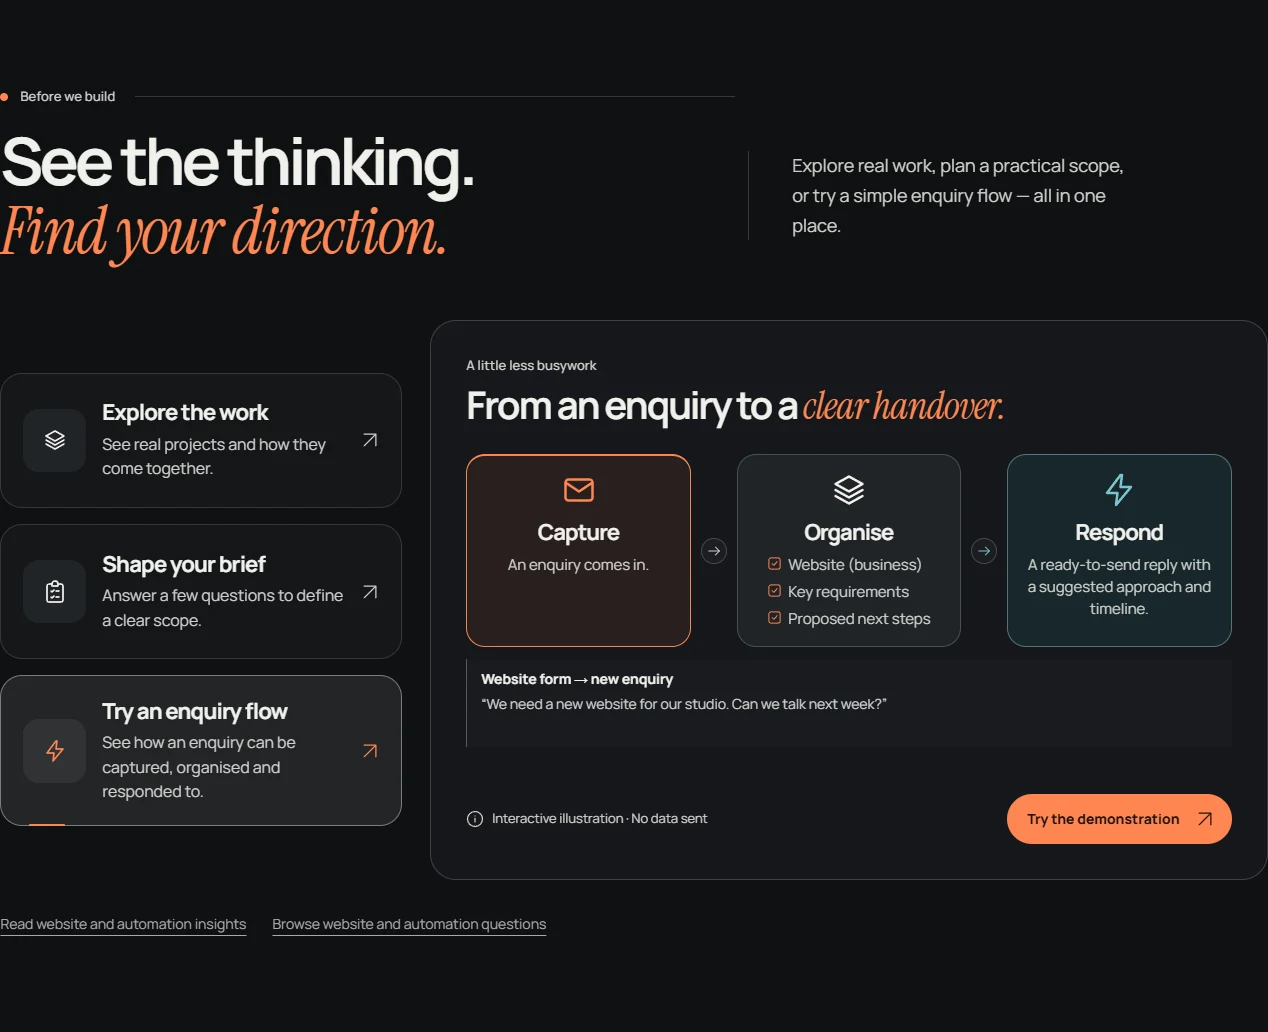 Before we build
See the thinking.
Find your direction.
Explore real work, plan a practical scope,
or try a simple enquiry flow — all in one
place.
Explore the work
See real projects and how they
come together.
Shape your brief
Answer a few questions to define
a clear scope.
Try an enquiry flow
See how an enquiry can be
captured, organised and
responded to.
A little less busywork
From an enquiry to a clear handover.
Capture
An enquiry comes in.
Organise
Website (business)
Key requirements
Proposed next steps
Respond
A ready-to-send reply with
a suggested approach and
timeline.
Website form → new enquiry
“We need a new website for our studio. Can we talk next week?”
Interactive illustration · No data sent
Try the demonstration
Read website and automation insights
Browse website and automation questions